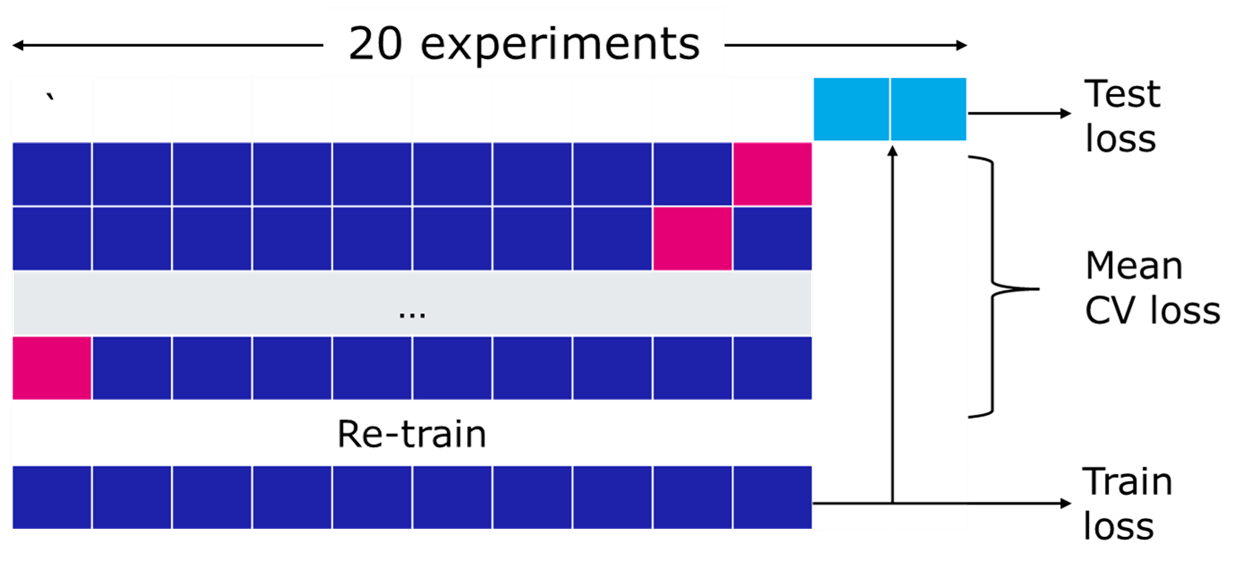 20 experiments
`
Test
loss
...
Mean
CV loss
Re-train
Train
loss